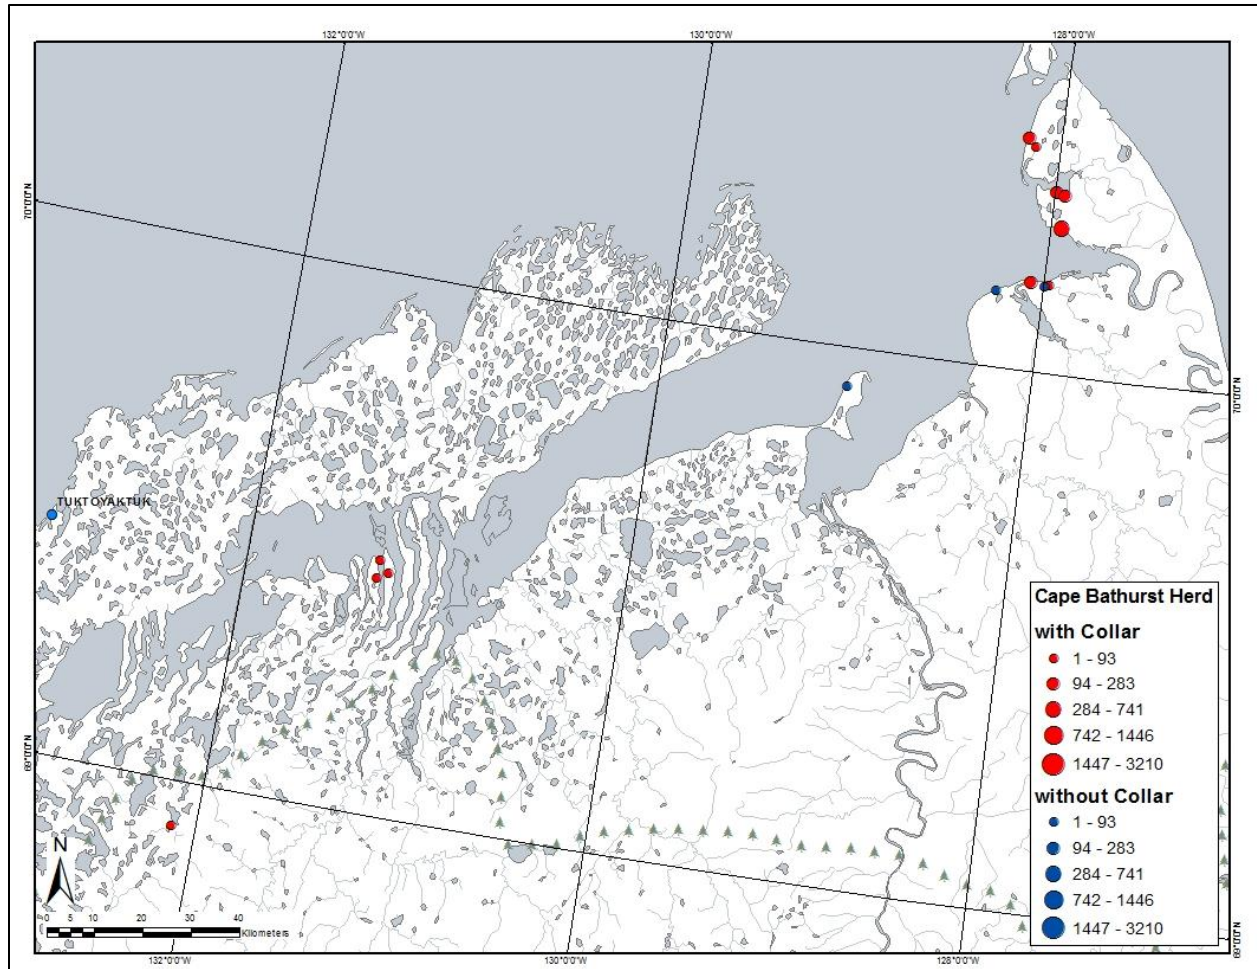 132°0'0"W
130°0'0"W
128°0'0"W
70°0'0"N
70°0'0"N
TUKTOYAKTUK
69°0'0"N
69°0'0"N
Cape Bathurst Herd
with Collar
1 - 93
94 - 283
284 - 741
742 - 1446
1447 - 3210
without Collar
1 - 93
94 - 283
284 - 741
742 - 1446
1447 - 3210
N
0 5 10 20 30 40
Kilometers
132°0'0"W
130°0'0"W
128°0'0"W